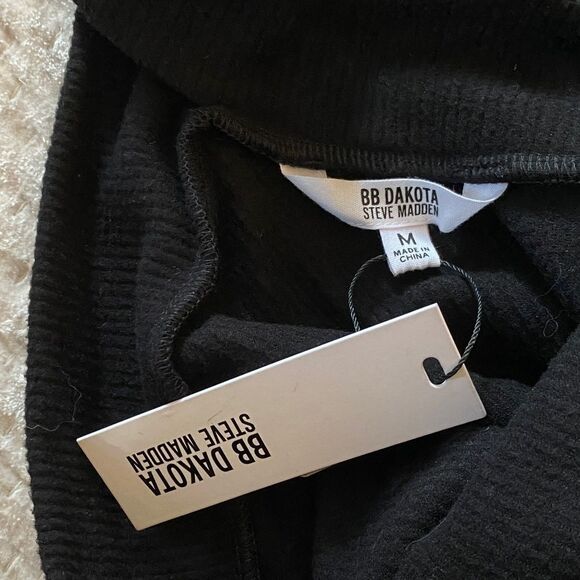 BB DAKOTA
STEVE MADDEN
M
MADE IN
CHINA
BB DAKOTA
STEVE MADDEN